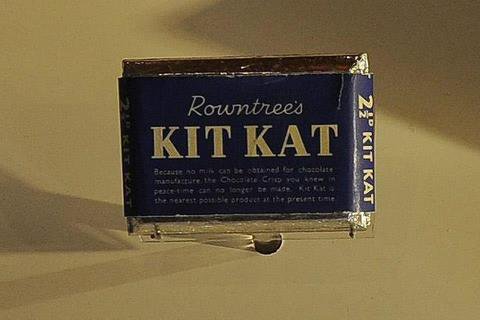 Rowntree's
KIT KAT
Because no milk can be obtained for chocolate
manufacture the Chocolate Crisp you knew in
peace-time can no longer be made. Kit Kat is
the nearest possible product at the present time
2½D KIT KAT
2½D KIT KAT